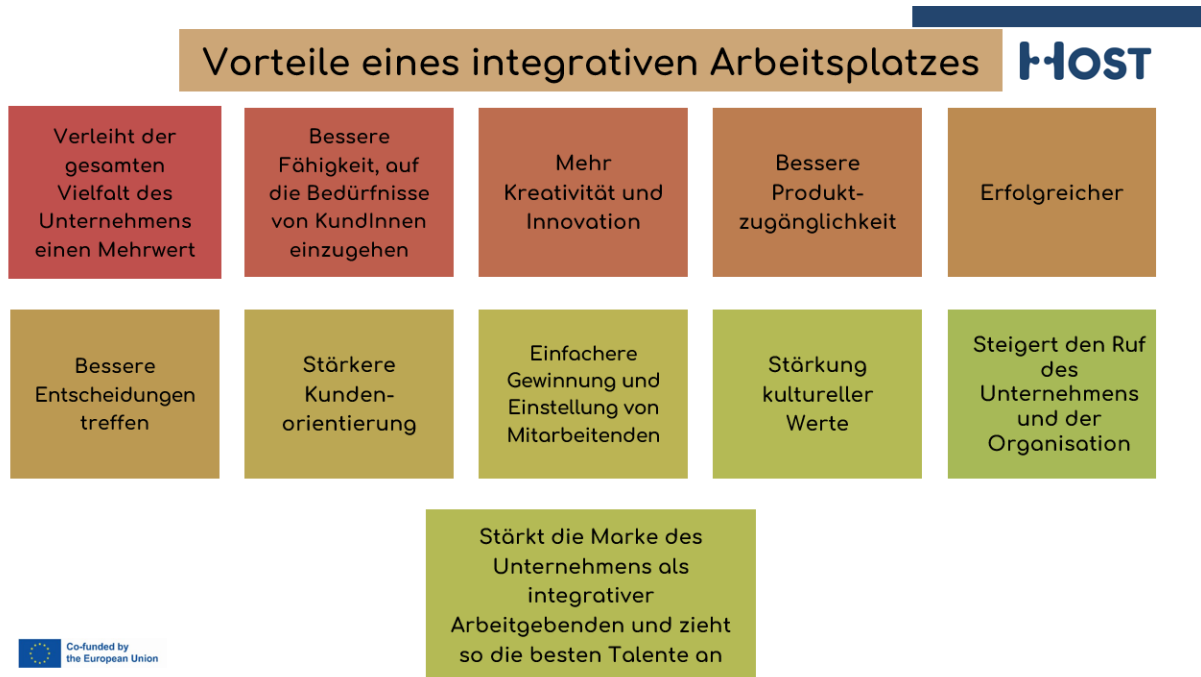 Vorteile eines integrativen Arbeitsplatzes
HOST
Verleiht der
gesamten
Vielfalt des
Unternehmens
einen Mehrwert
Bessere
Fähigkeit, auf
die Bedürfnisse
von KundInnen
einzugehen
Mehr
Kreativität und
Innovation
Bessere
Produkt-
zugänglichkeit
Erfolgreicher
Bessere
Entscheidungen
treffen
Stärkere
Kunden-
orientierung
Einfachere
Gewinnung und
Einstellung von
Mitarbeitenden
Stärkung
kultureller
Werte
Steigert den Ruf
des
Unternehmens
und der
Organisation
Stärkt die Marke des
Unternehmens als
integrativer
Arbeitgebenden und zieht
so die besten Talente an
Co-funded by
the European Union